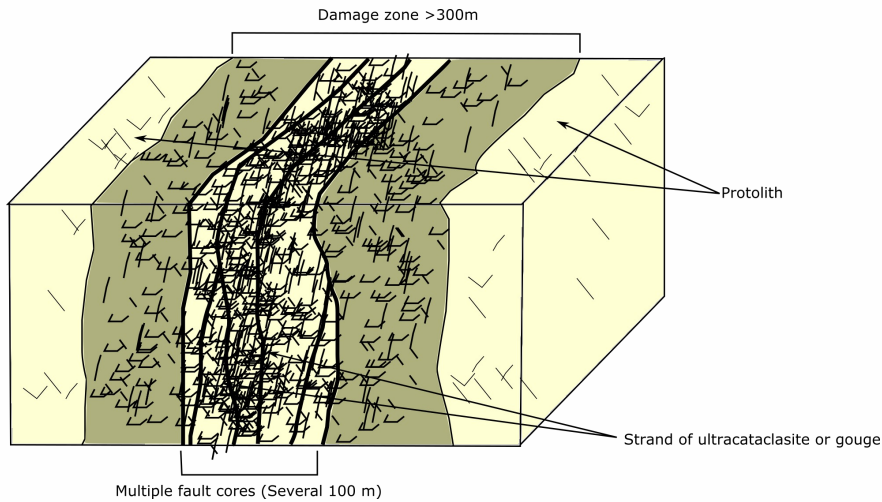 Damage zone >300m
Protolith
Strand of ultracataclasite or gouge
Multiple fault cores (Several 100 m)